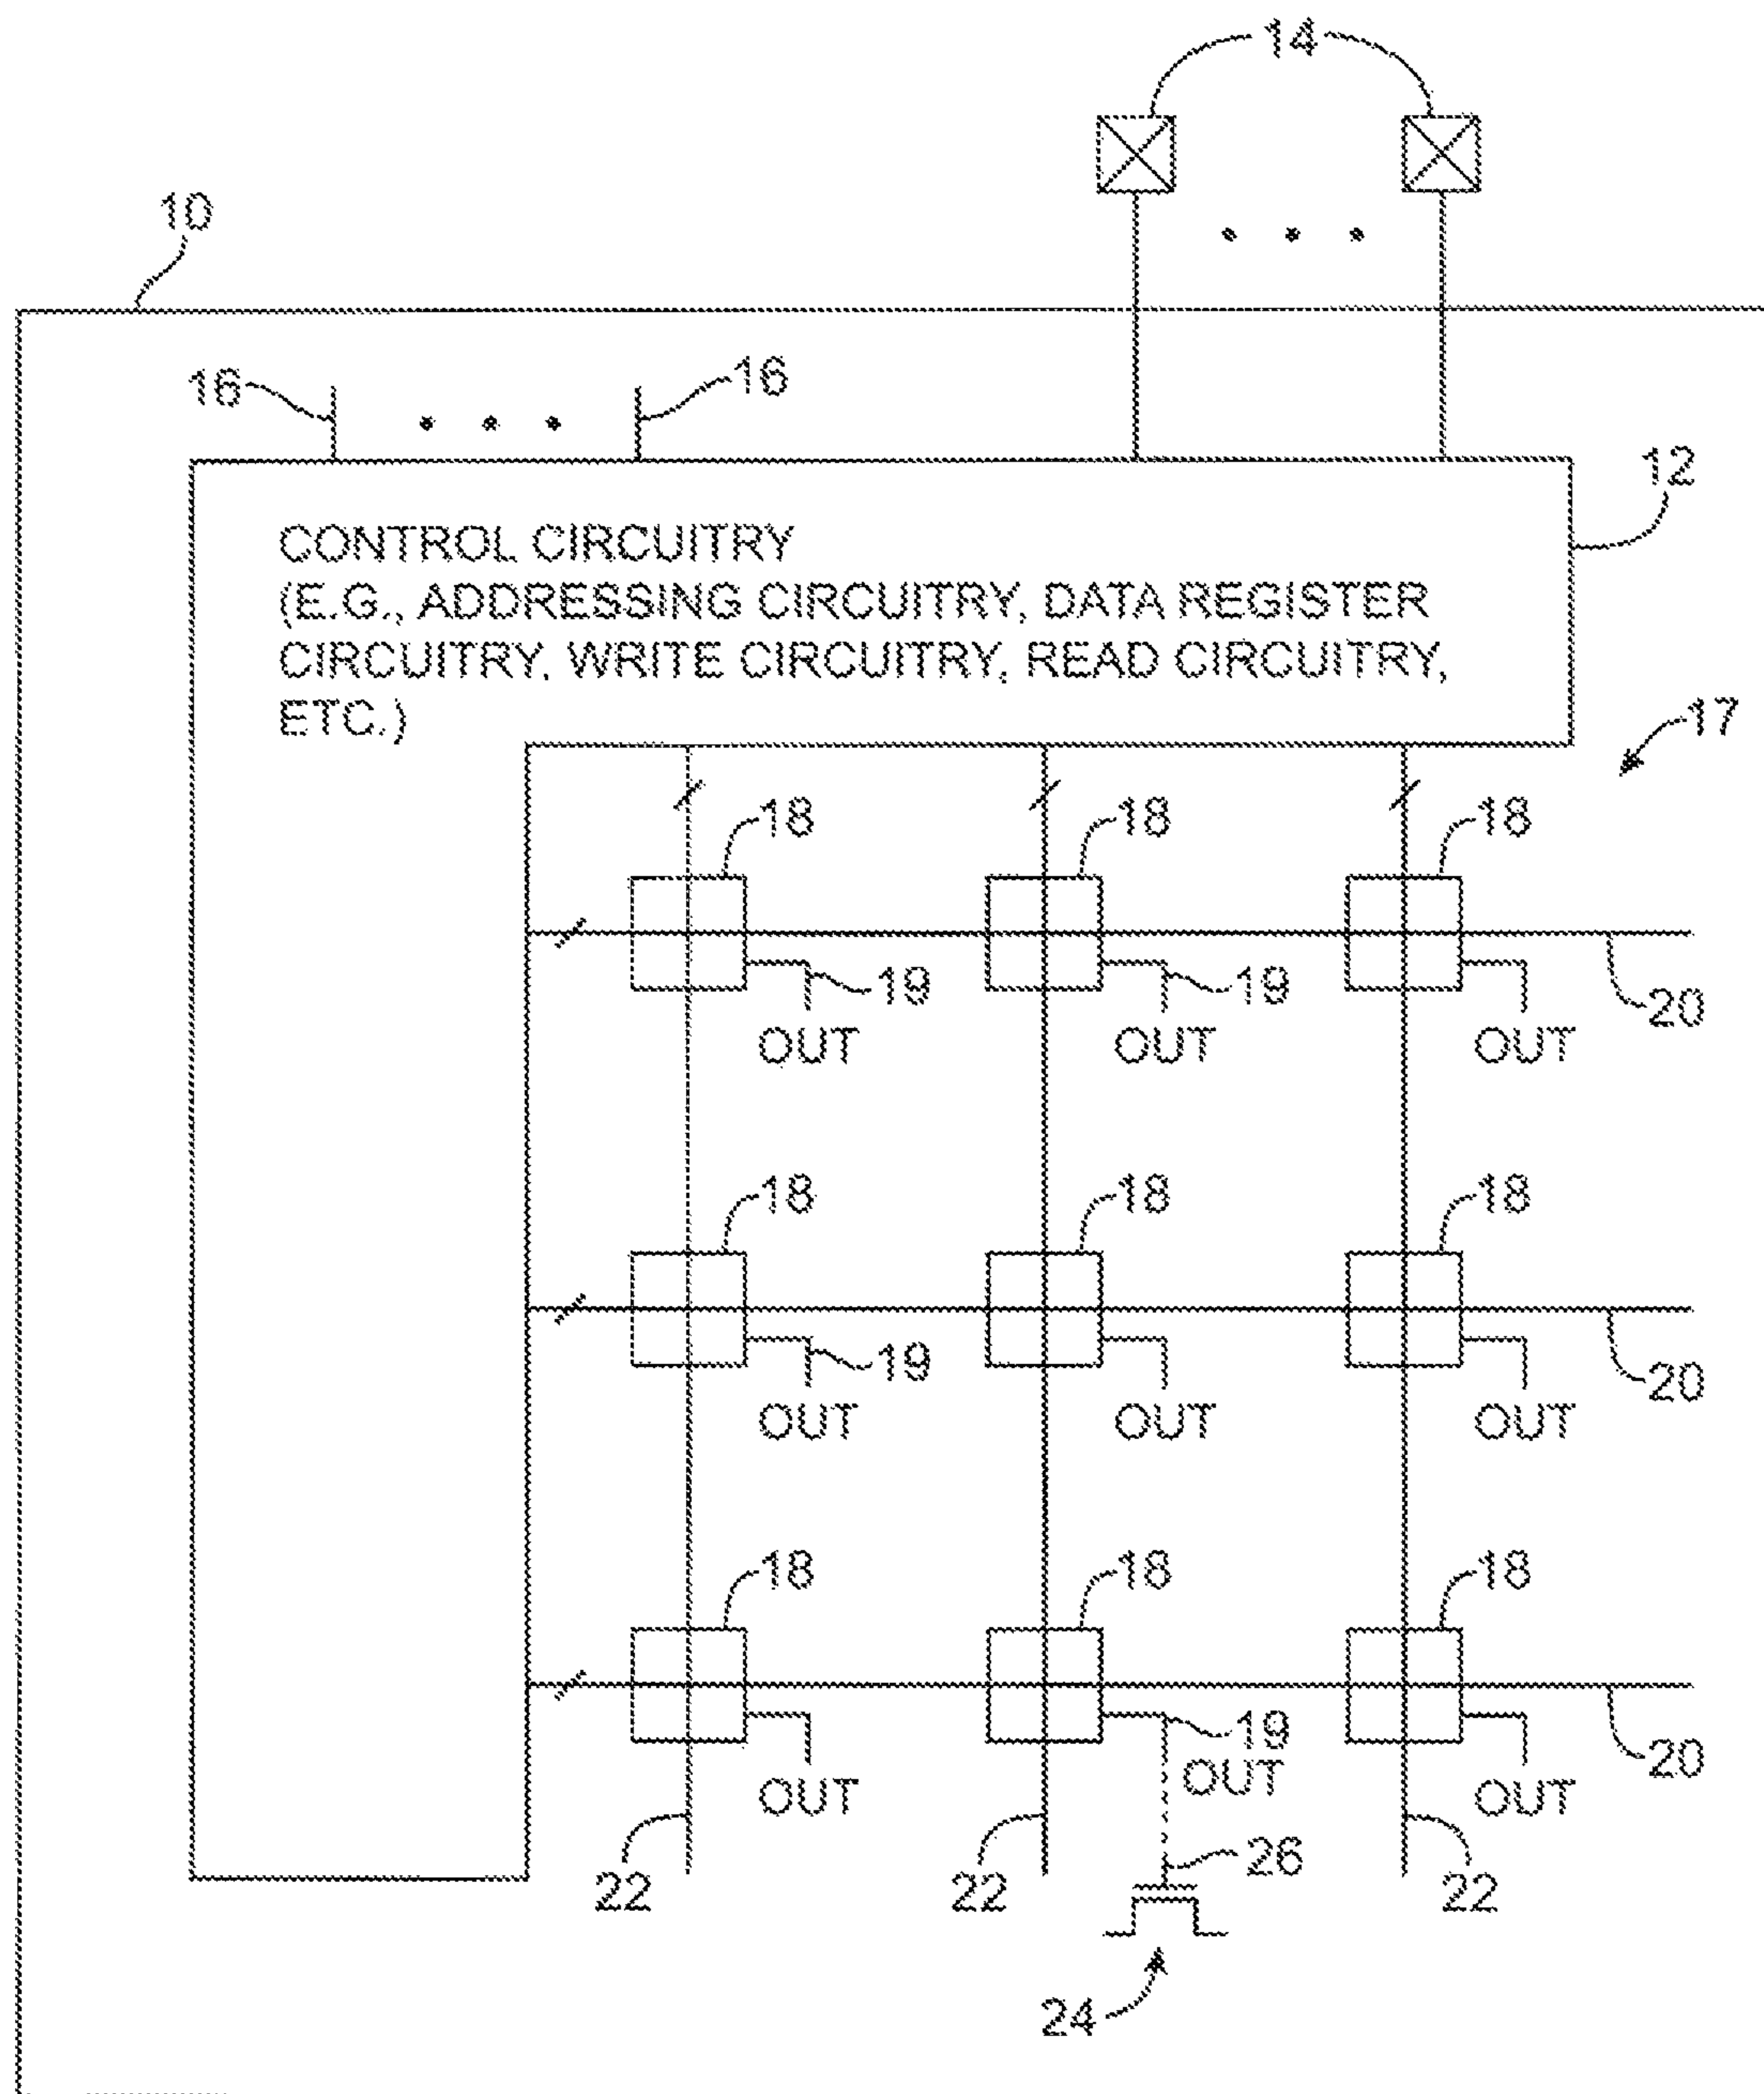 14
10
16 16
12
CONTROL CIRCUITRY
(E.G., ADDRESSING CIRCUITRY, DATA REGISTER
CIRCUITRY, WRITE CIRCUITRY, READ CIRCUITRY,
ETC.)
17
18 18 18
19 19
20
OUT OUT OUT
18 18 18
19
20
OUT OUT OUT
18 18 18
19
20
OUT OUT OUT
22 22 26 22
24